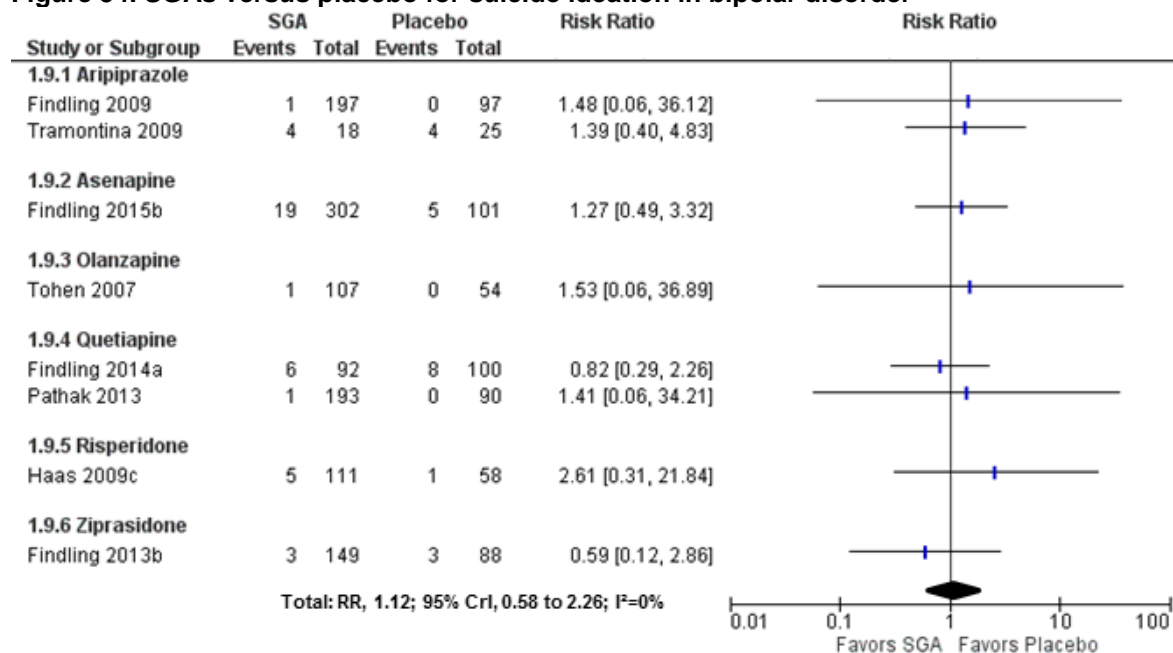 SGAs versus placebo for suicide ideation in bipolar disorder
SGA Placebo Risk Ratio Risk Ratio
Study or Subgroup Events Total Events Total
1.9.1 Aripiprazole
Findling 2009 1 197 0 97 1.48 [0.06, 36.12]
Tramontina 2009 4 18 4 25 1.39 [0.40, 4.83]
1.9.2 Asenapine
Findling 2015b 19 302 5 101 1.27 [0.49, 3.32]
1.9.3 Olanzapine
Tohen 2007 1 107 0 54 1.53 [0.06, 36.89]
1.9.4 Quetiapine
Findling 2014a 6 92 8 100 0.82 [0.29, 2.26]
Pathak 2013 1 193 0 90 1.41 [0.06, 34.21]
1.9.5 Risperidone
Haas 2009c 5 111 1 58 2.61 [0.31, 21.84]
1.9.6 Ziprasidone
Findling 2013b 3 149 3 88 0.59 [0.12, 2.86]
Total: RR, 1.12; 95% CrI, 0.58 to 2.26; I²=0%
0.01 0.1 1 10 100
Favors SGA Favors Placebo